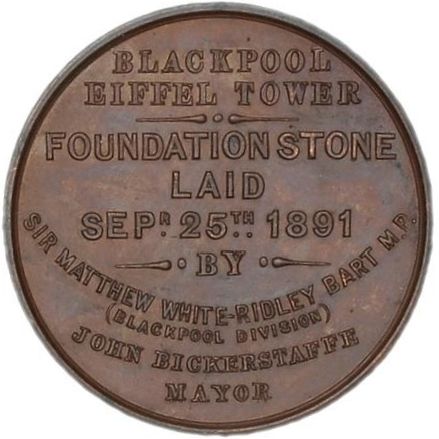 BLACKPOOL
EIFFEL TOWER
FOUNDATION STONE
LAID
SEPR. 25TH. 1891
· BY ·
SIR MATTHEW WHITE-RIDLEY BART M.P.
(BLACKPOOL DIVISION)
JOHN BICKERSTAFFE
MAYOR